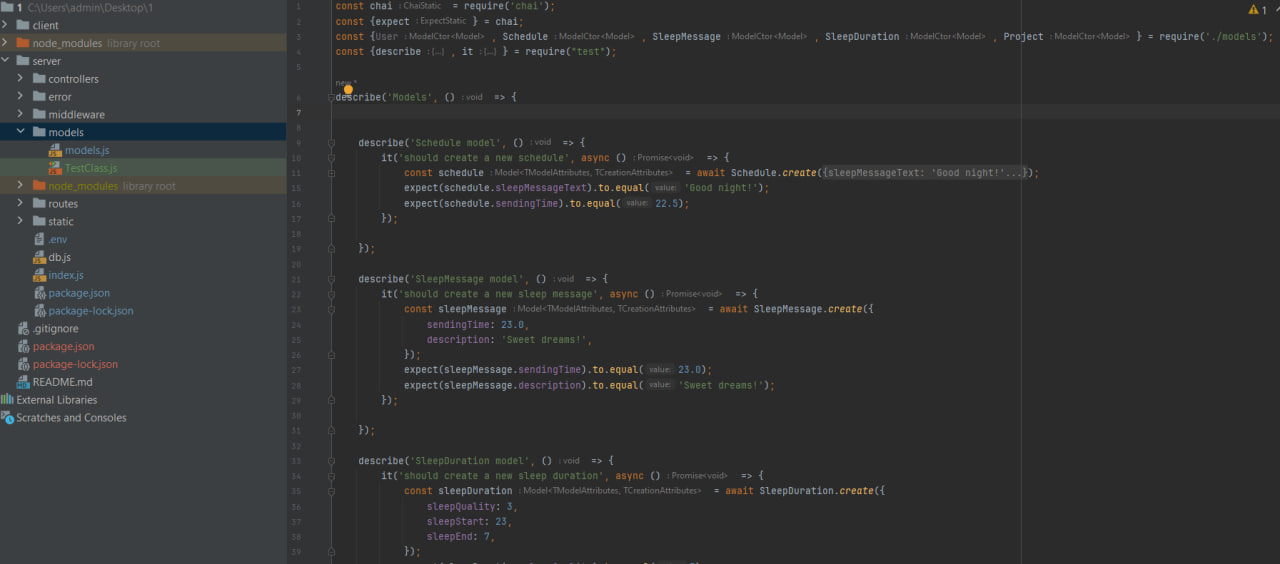 1 C:\Users\admin\Desktop\1
client
node_modules library root
server
controllers
error
middleware
models
models.js
TestClass.js
node_modules library root
routes
static
.env
db.js
index.js
package.json
package-lock.json
.gitignore
package.json
package-lock.json
README.md
External Libraries
Scratches and Consoles
1
1 const chai : ChaiStatic = require('chai');
2 const {expect : ExpectStatic } = chai;
3 const {User : ModelCtor<Model> , Schedule : ModelCtor<Model> , SleepMessage : ModelCtor<Model> , SleepDuration : ModelCtor<Model> , Project : ModelCtor<Model> } = require('./models');
4 const {describe : {...} , it : {...} } = require("test");
5
new *
6 describe('Models', () : void => {
7
8
9 describe('Schedule model', () : void => {
10 it('should create a new schedule', async () : Promise<void> => {
11 const schedule : Model<TModelAttributes, TCreationAttributes> = await Schedule.create({sleepMessageText: 'Good night!'...});
15 expect(schedule.sleepMessageText).to.equal( value: 'Good night!');
16 expect(schedule.sendingTime).to.equal( value: 22.5);
17 });
18
19 });
20
21 describe('SleepMessage model', () : void => {
22 it('should create a new sleep message', async () : Promise<void> => {
23 const sleepMessage : Model<TModelAttributes, TCreationAttributes> = await SleepMessage.create({
24 sendingTime: 23.0,
25 description: 'Sweet dreams!',
26 });
27 expect(sleepMessage.sendingTime).to.equal( value: 23.0);
28 expect(sleepMessage.description).to.equal( value: 'Sweet dreams!');
29 });
30
31 });
32
33 describe('SleepDuration model', () : void => {
34 it('should create a new sleep duration', async () : Promise<void> => {
35 const sleepDuration : Model<TModelAttributes, TCreationAttributes> = await SleepDuration.create({
36 sleepQuality: 3,
37 sleepStart: 23,
38 sleepEnd: 7,
39 });